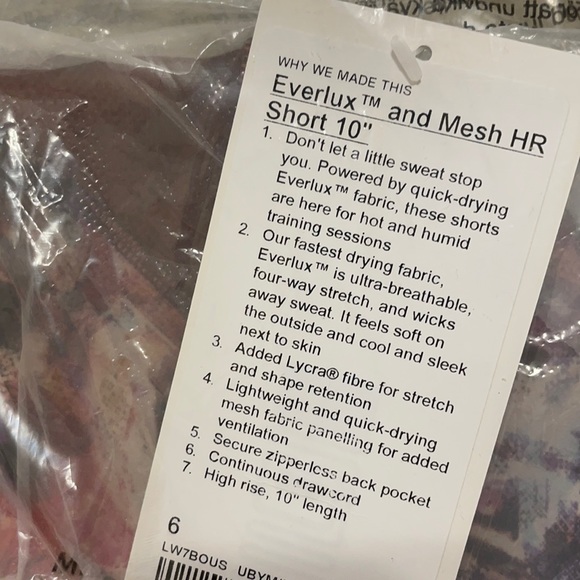 WHY WE MADE THIS
Everlux™ and Mesh HR
Short 10"
1. Don't let a little sweat stop
you. Powered by quick-drying
Everlux™ fabric, these shorts
are here for hot and humid
training sessions
2. Our fastest drying fabric,
Everlux™ is ultra-breathable,
four-way stretch, and wicks
away sweat. It feels soft on
the outside and cool and sleek
next to skin
3. Added Lycra® fibre for stretch
and shape retention
4. Lightweight and quick-drying
mesh fabric panelling for added
ventilation
5. Secure zipperless back pocket
6. Continuous drawcord
7. High rise, 10" length
6
LW7BOUS